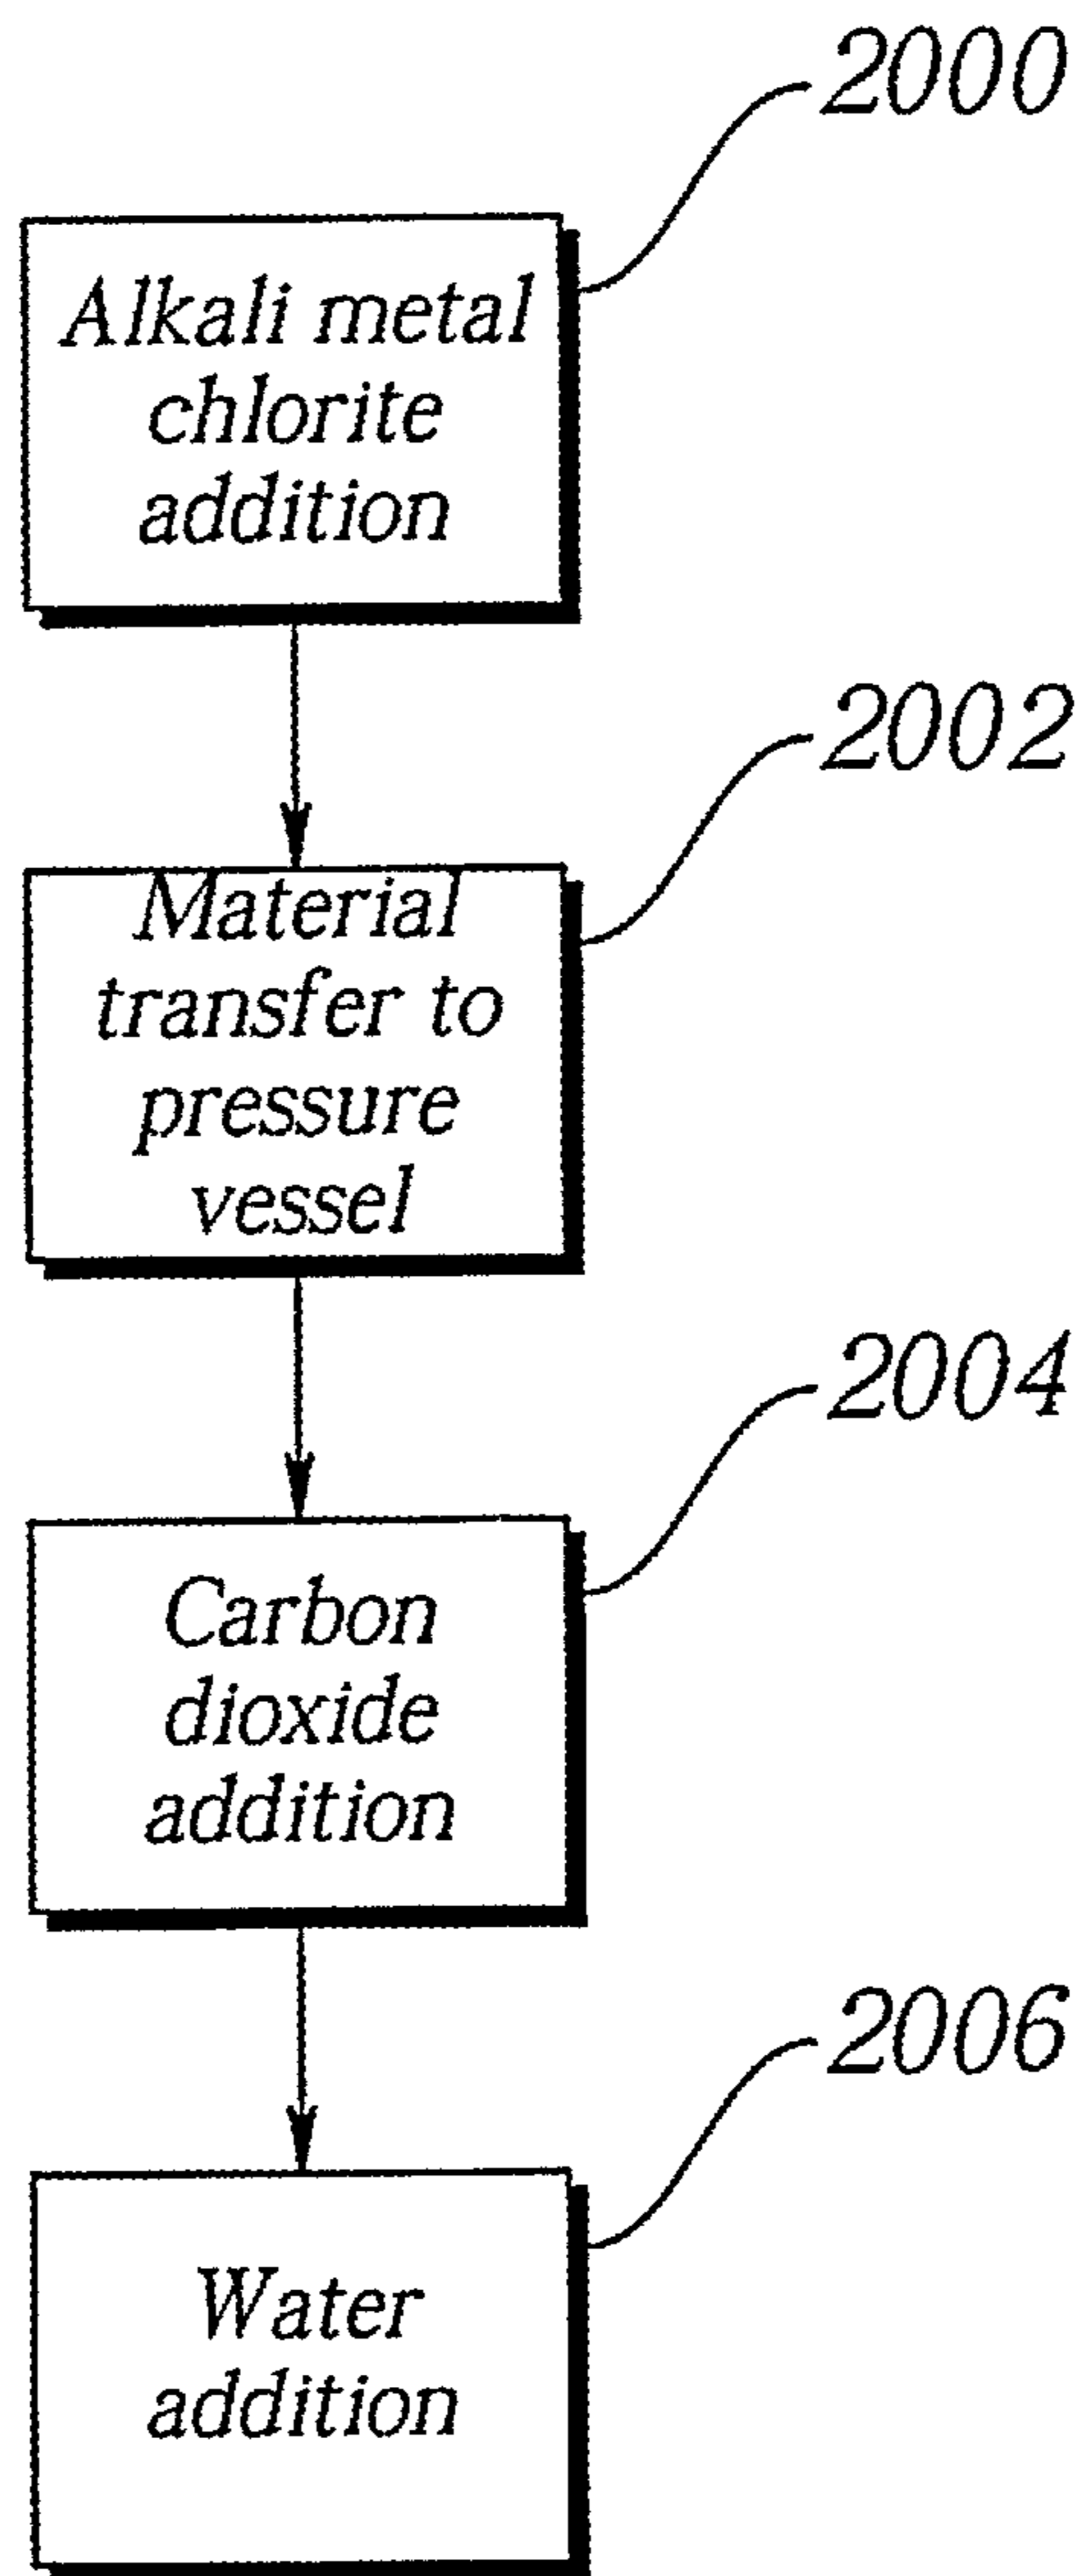 2000
Alkali metal
chlorite
addition
2002
Material
transfer to
pressure
vessel
2004
Carbon
dioxide
addition
2006
Water
addition